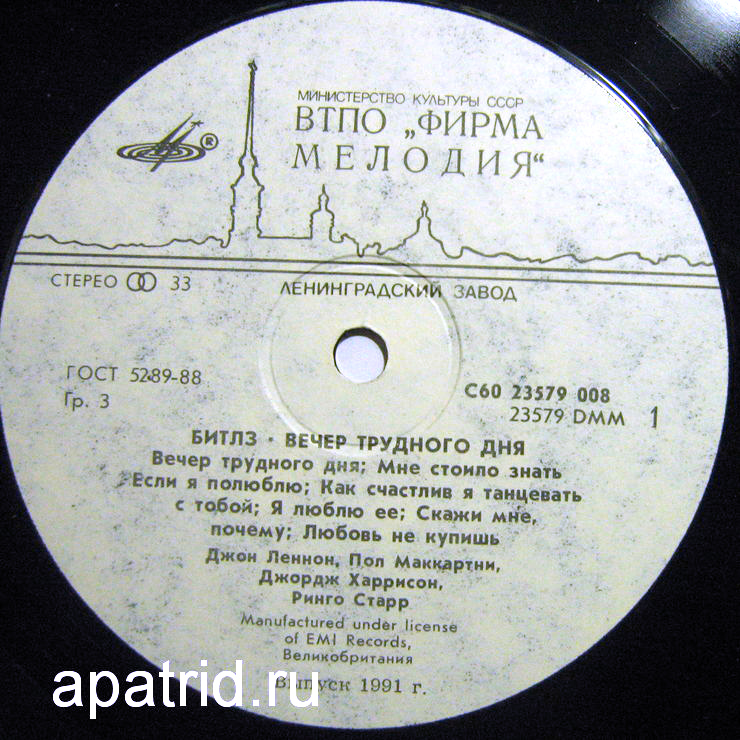 МИНИСТЕРСТВО КУЛЬТУРЫ СССР
ВТПО „ФИРМА
МЕЛОДИЯ“
®
СТЕРЕО 33
ЛЕНИНГРАДСКИЙ ЗАВОД
ГОСТ 5289-88
Гр. 3
С60 23579 008
23579 DMM 1
БИТЛЗ · ВЕЧЕР ТРУДНОГО ДНЯ
Вечер трудного дня; Мне стоило знать
Если я полюблю; Как счастлив я танцевать
с тобой; Я люблю ее; Скажи мне,
почему; Любовь не купишь
Джон Леннон, Пол Маккартни,
Джордж Харрисон,
Ринго Старр
Manufactured under license
of EMI Records,
Великобритания
Выпуск 1991 г.
apatrid.ru